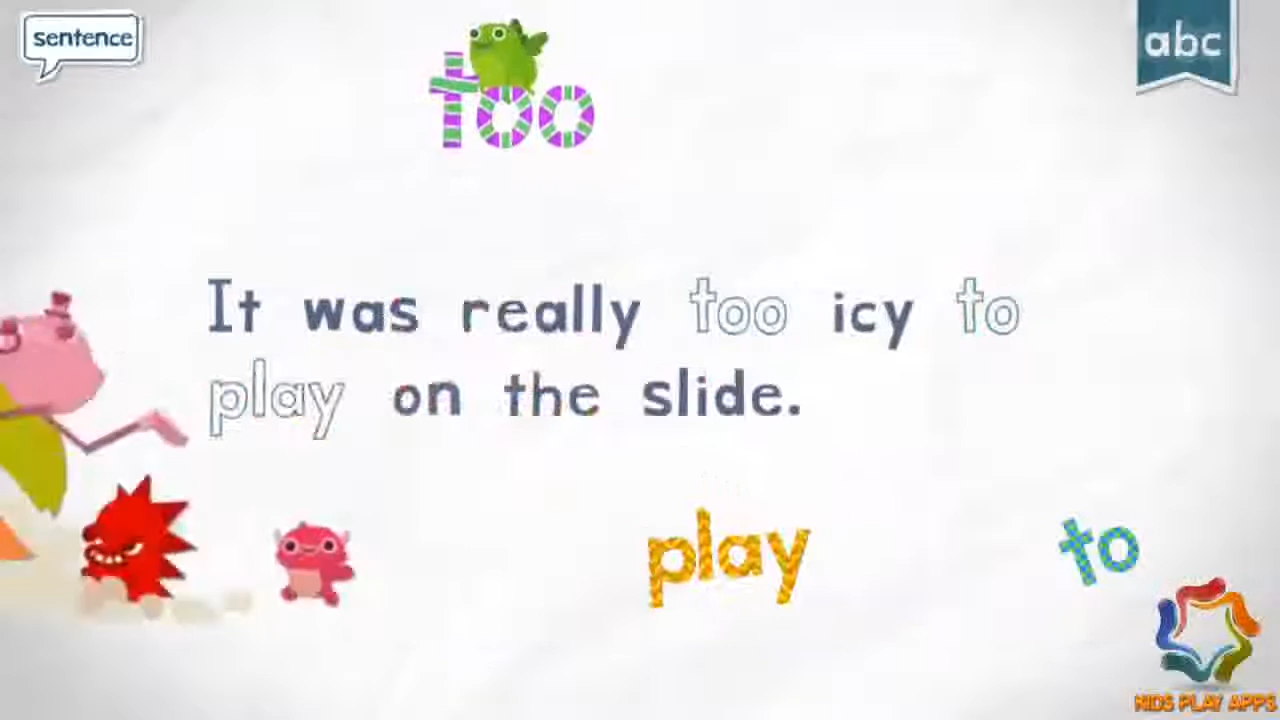 sentence
abc
too
It was really too icy to
play on the slide.
play
to
KIDS PLAY APPS